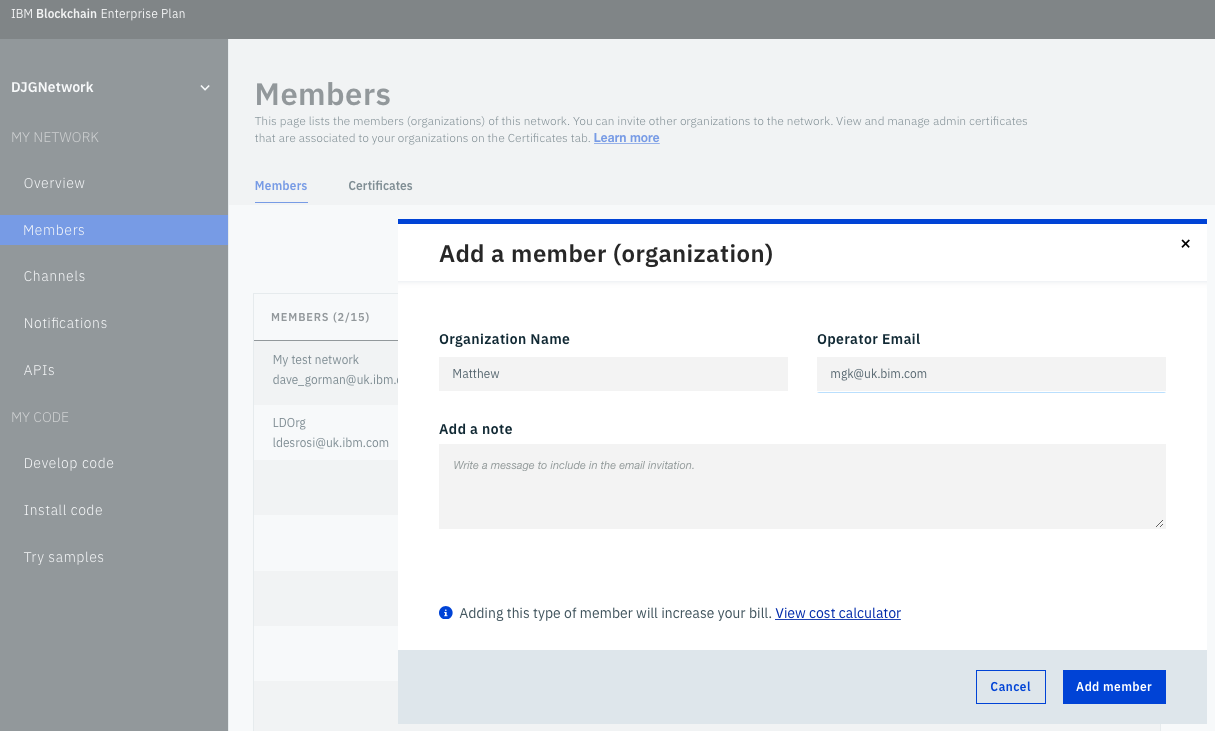 IBM Blockchain Enterprise Plan
DJGNetwork
MY NETWORK
Overview
Members
Channels
Notifications
APIs
MY CODE
Develop code
Install code
Try samples
Members
This page lists the members (organizations) of this network. You can invite other organizations to the network. View and manage admin certificates
that are associated to your organizations on the Certificates tab. Learn more
Members Certificates
MEMBERS (2/15)
My test network
dave_gorman@uk.ibm.
LDOrg
ldesrosi@uk.ibm.com
Add a member (organization)
Organization Name
Matthew
Operator Email
mgk@uk.bim.com
Add a note
Write a message to include in the email invitation.
Adding this type of member will increase your bill. View cost calculator
Cancel
Add member